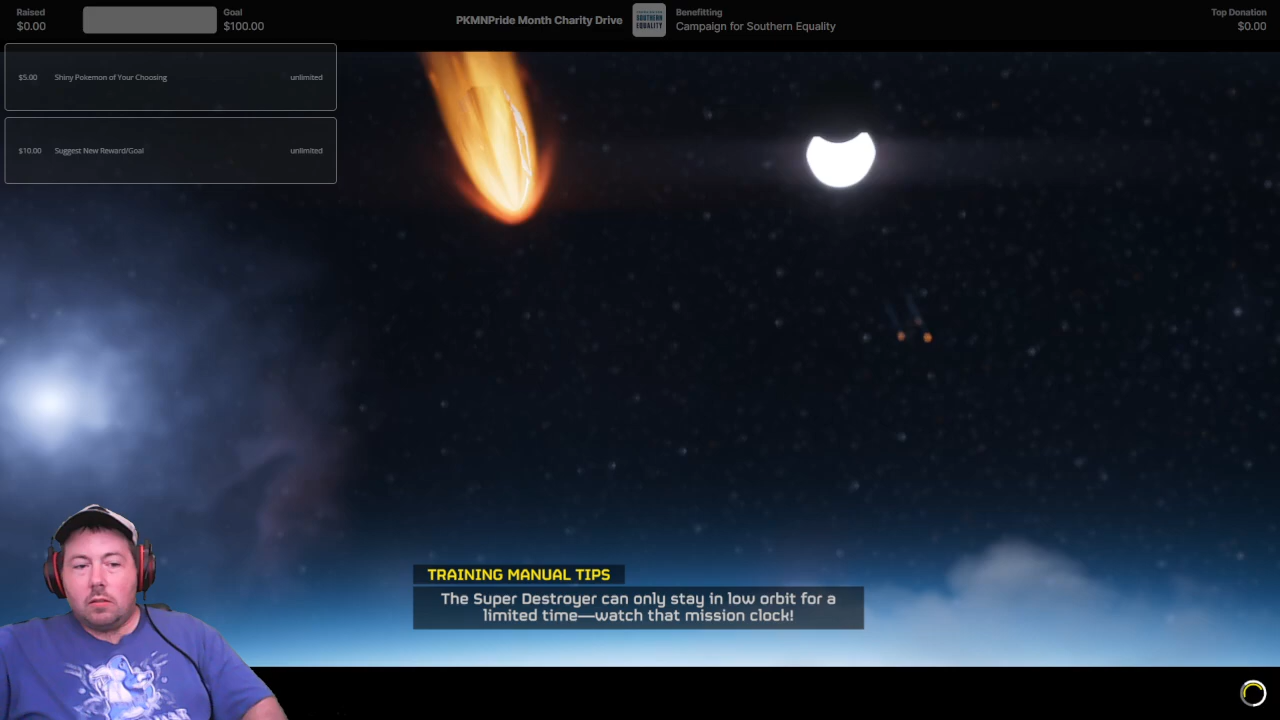 Raised
$0.00
Goal
$100.00
PKMNPride Month Charity Drive
SOUTHERN
EQUALITY
Benefitting
Campaign for Southern Equality
Top Donation
$0.00
$5.00 Shiny Pokemon of Your Choosing unlimited
$10.00 Suggest New Reward/Goal unlimited
TRAINING MANUAL TIPS
The Super Destroyer can only stay in low orbit for a
limited time—watch that mission clock!